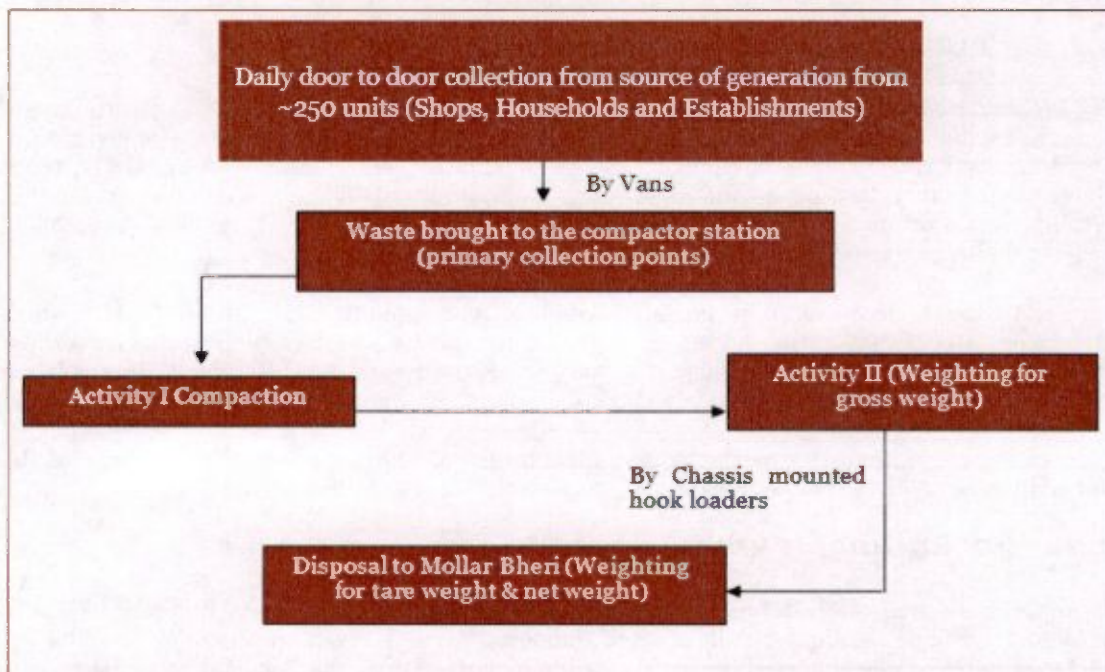 Daily door to door collection from source of generation from
~250 units (Shops, Households and Establishments)
By Vans
Waste brought to the compactor station
(primary collection points)
Activity I Compaction
Activity II (Weighting for
gross weight)
By Chassis mounted
hook loaders
Disposal to Mollar Bheri (Weighting
for tare weight & net weight)